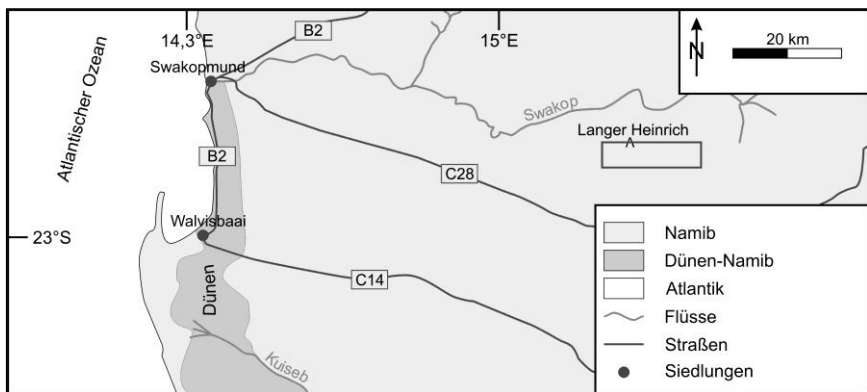 B2
14,3°E
15°E
N
20 km
Swakopmund
Atlantischer Ozean
Swakop
Langer Heinrich
B2
C28
Walvisbaai
23°S
C14
Dünen
Kuiseb
Namib
Dünen-Namib
Atlantik
Flüsse
Straßen
Siedlungen